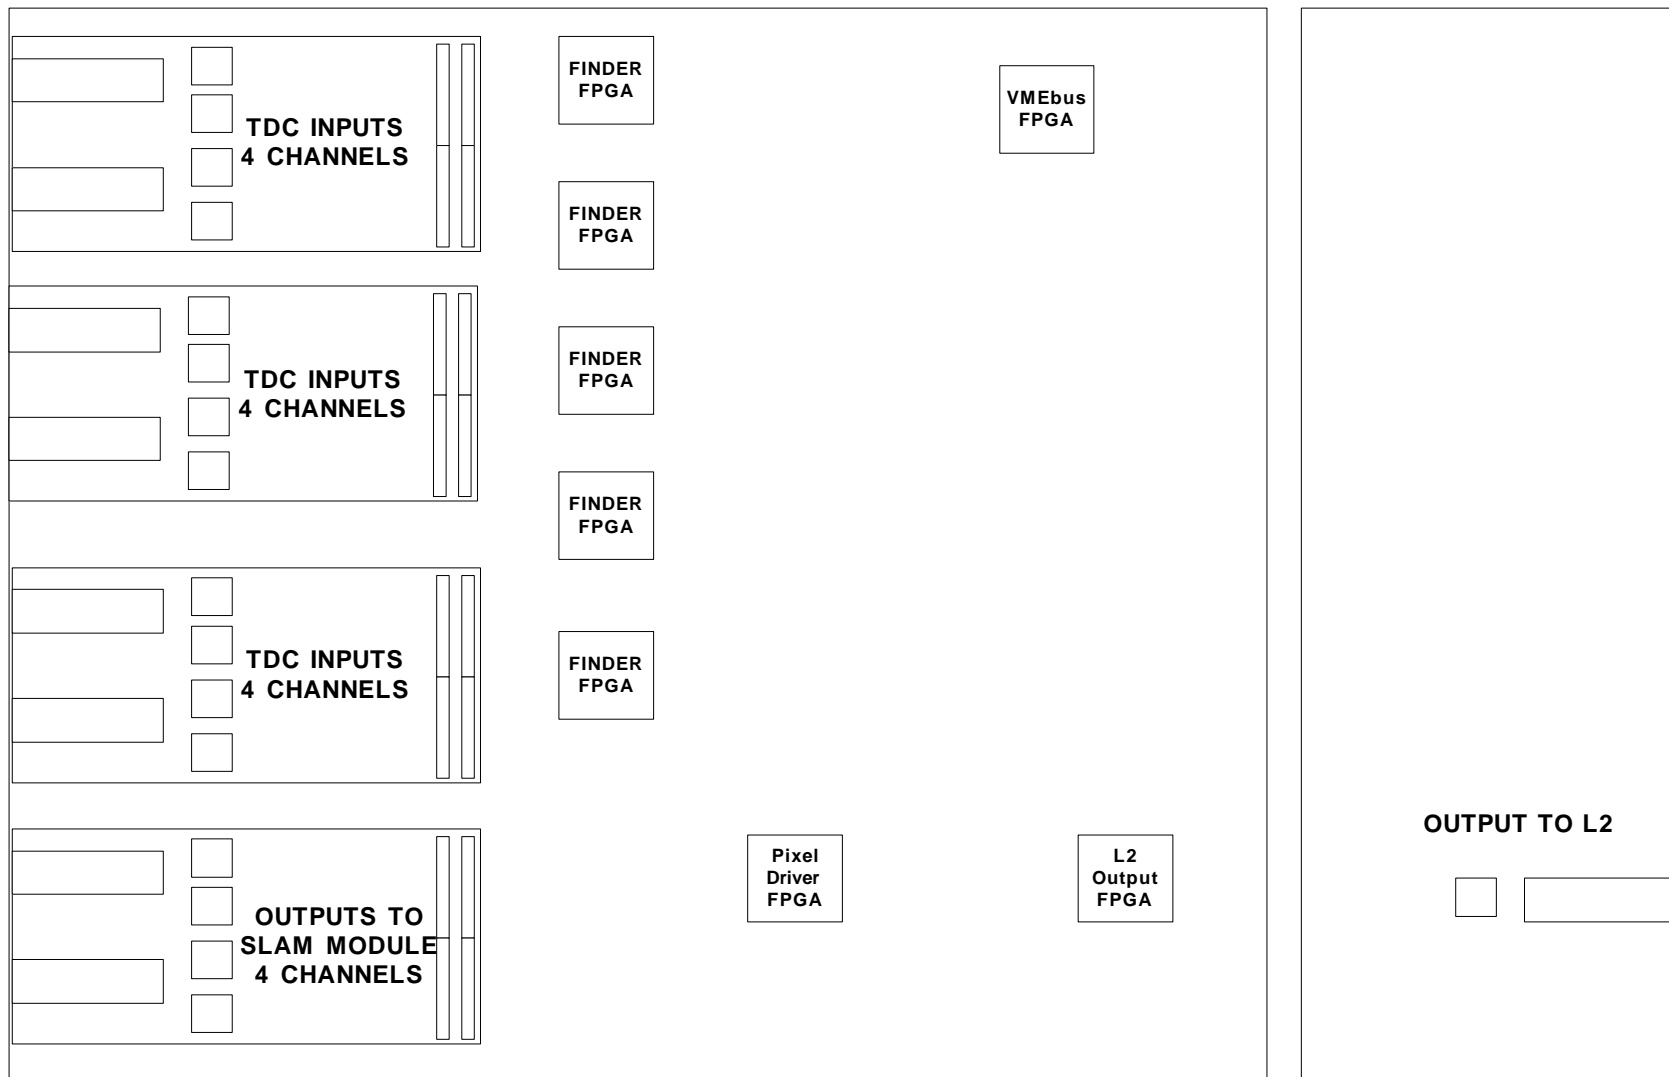 TDC INPUTS
4 CHANNELS
FINDER
FPGA
VMEbus
FPGA
FINDER
FPGA
TDC INPUTS
4 CHANNELS
FINDER
FPGA
FINDER
FPGA
TDC INPUTS
4 CHANNELS
FINDER
FPGA
OUTPUTS TO
SLAM MODULE
4 CHANNELS
Pixel
Driver
FPGA
L2
Output
FPGA
OUTPUT TO L2